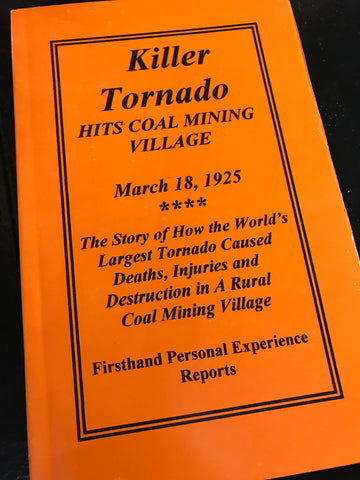 Killer
Tornado
HITS COAL MINING
VILLAGE
March 18, 1925
****
The Story of How the World's
Largest Tornado Caused
Deaths, Injuries and
Destruction in A Rural
Coal Mining Village
Firsthand Personal Experience
Reports